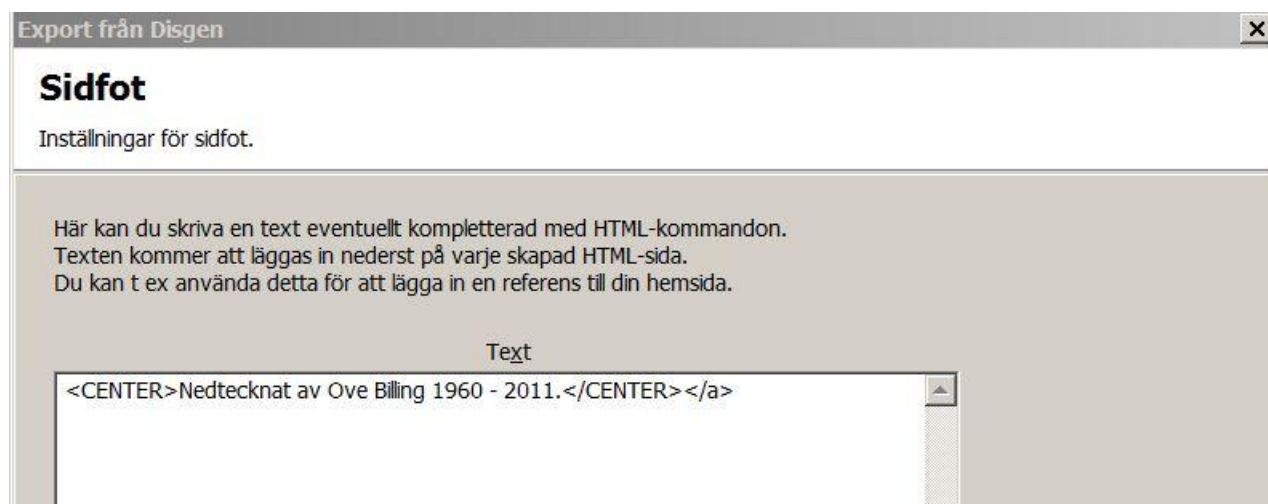 Export från Disgen
Sidfot
Inställningar för sidfot.
Här kan du skriva en text eventuellt kompletterad med HTML-kommandon.
Texten kommer att läggas in nederst på varje skapad HTML-sida.
Du kan t ex använda detta för att lägga in en referens till din hemsida.
Text
<CENTER>Nedtecknat av Ove Billing 1960 - 2011.</CENTER></a>